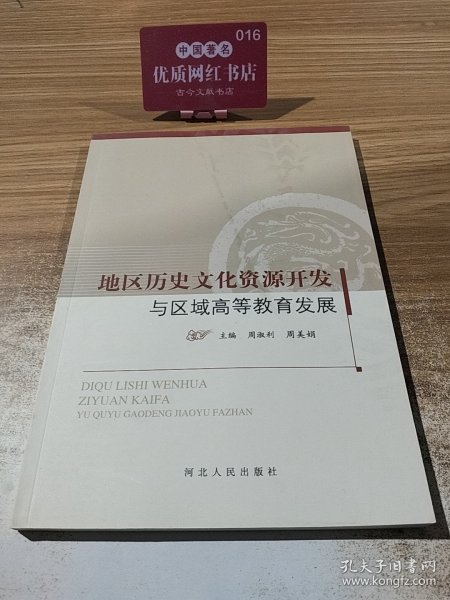 016
中国著名
优质网红书店
古今文献书店
地区历史文化资源开发
与区域高等教育发展
主编 周淑利 周美娟
DIQU LISHI WENHUA
ZIYUAN KAIFA
YU QUYU GAODENG JIAOYU FAZHAN
河北人民出版社
孔夫子旧书网
www.kongfz.com